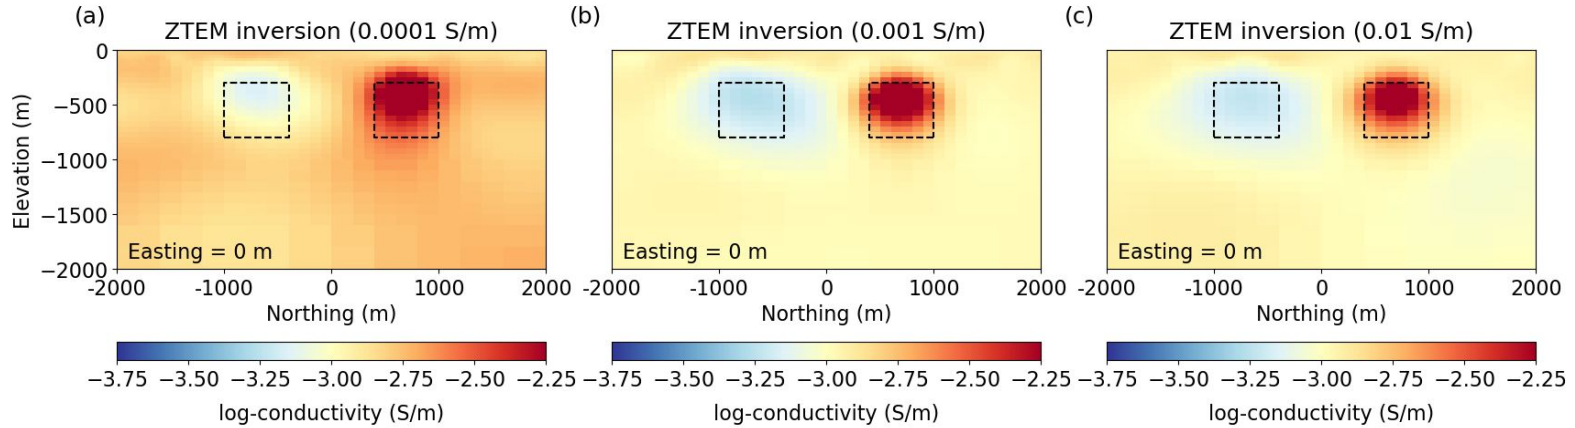 (a)
ZTEM inversion (0.0001 S/m)
0
−500
−1000
−1500
−2000
Elevation (m)
Easting = 0 m
-2000 -1000 0 1000 2000
Northing (m)
−3.75 −3.50 −3.25 −3.00 −2.75 −2.50 −2.25
log-conductivity (S/m)
(b)
ZTEM inversion (0.001 S/m)
Easting = 0 m
-2000 -1000 0 1000 2000
Northing (m)
−3.75 −3.50 −3.25 −3.00 −2.75 −2.50 −2.25
log-conductivity (S/m)
(c)
ZTEM inversion (0.01 S/m)
Easting = 0 m
-2000 -1000 0 1000 2000
Northing (m)
−3.75 −3.50 −3.25 −3.00 −2.75 −2.50 −2.25
log-conductivity (S/m)